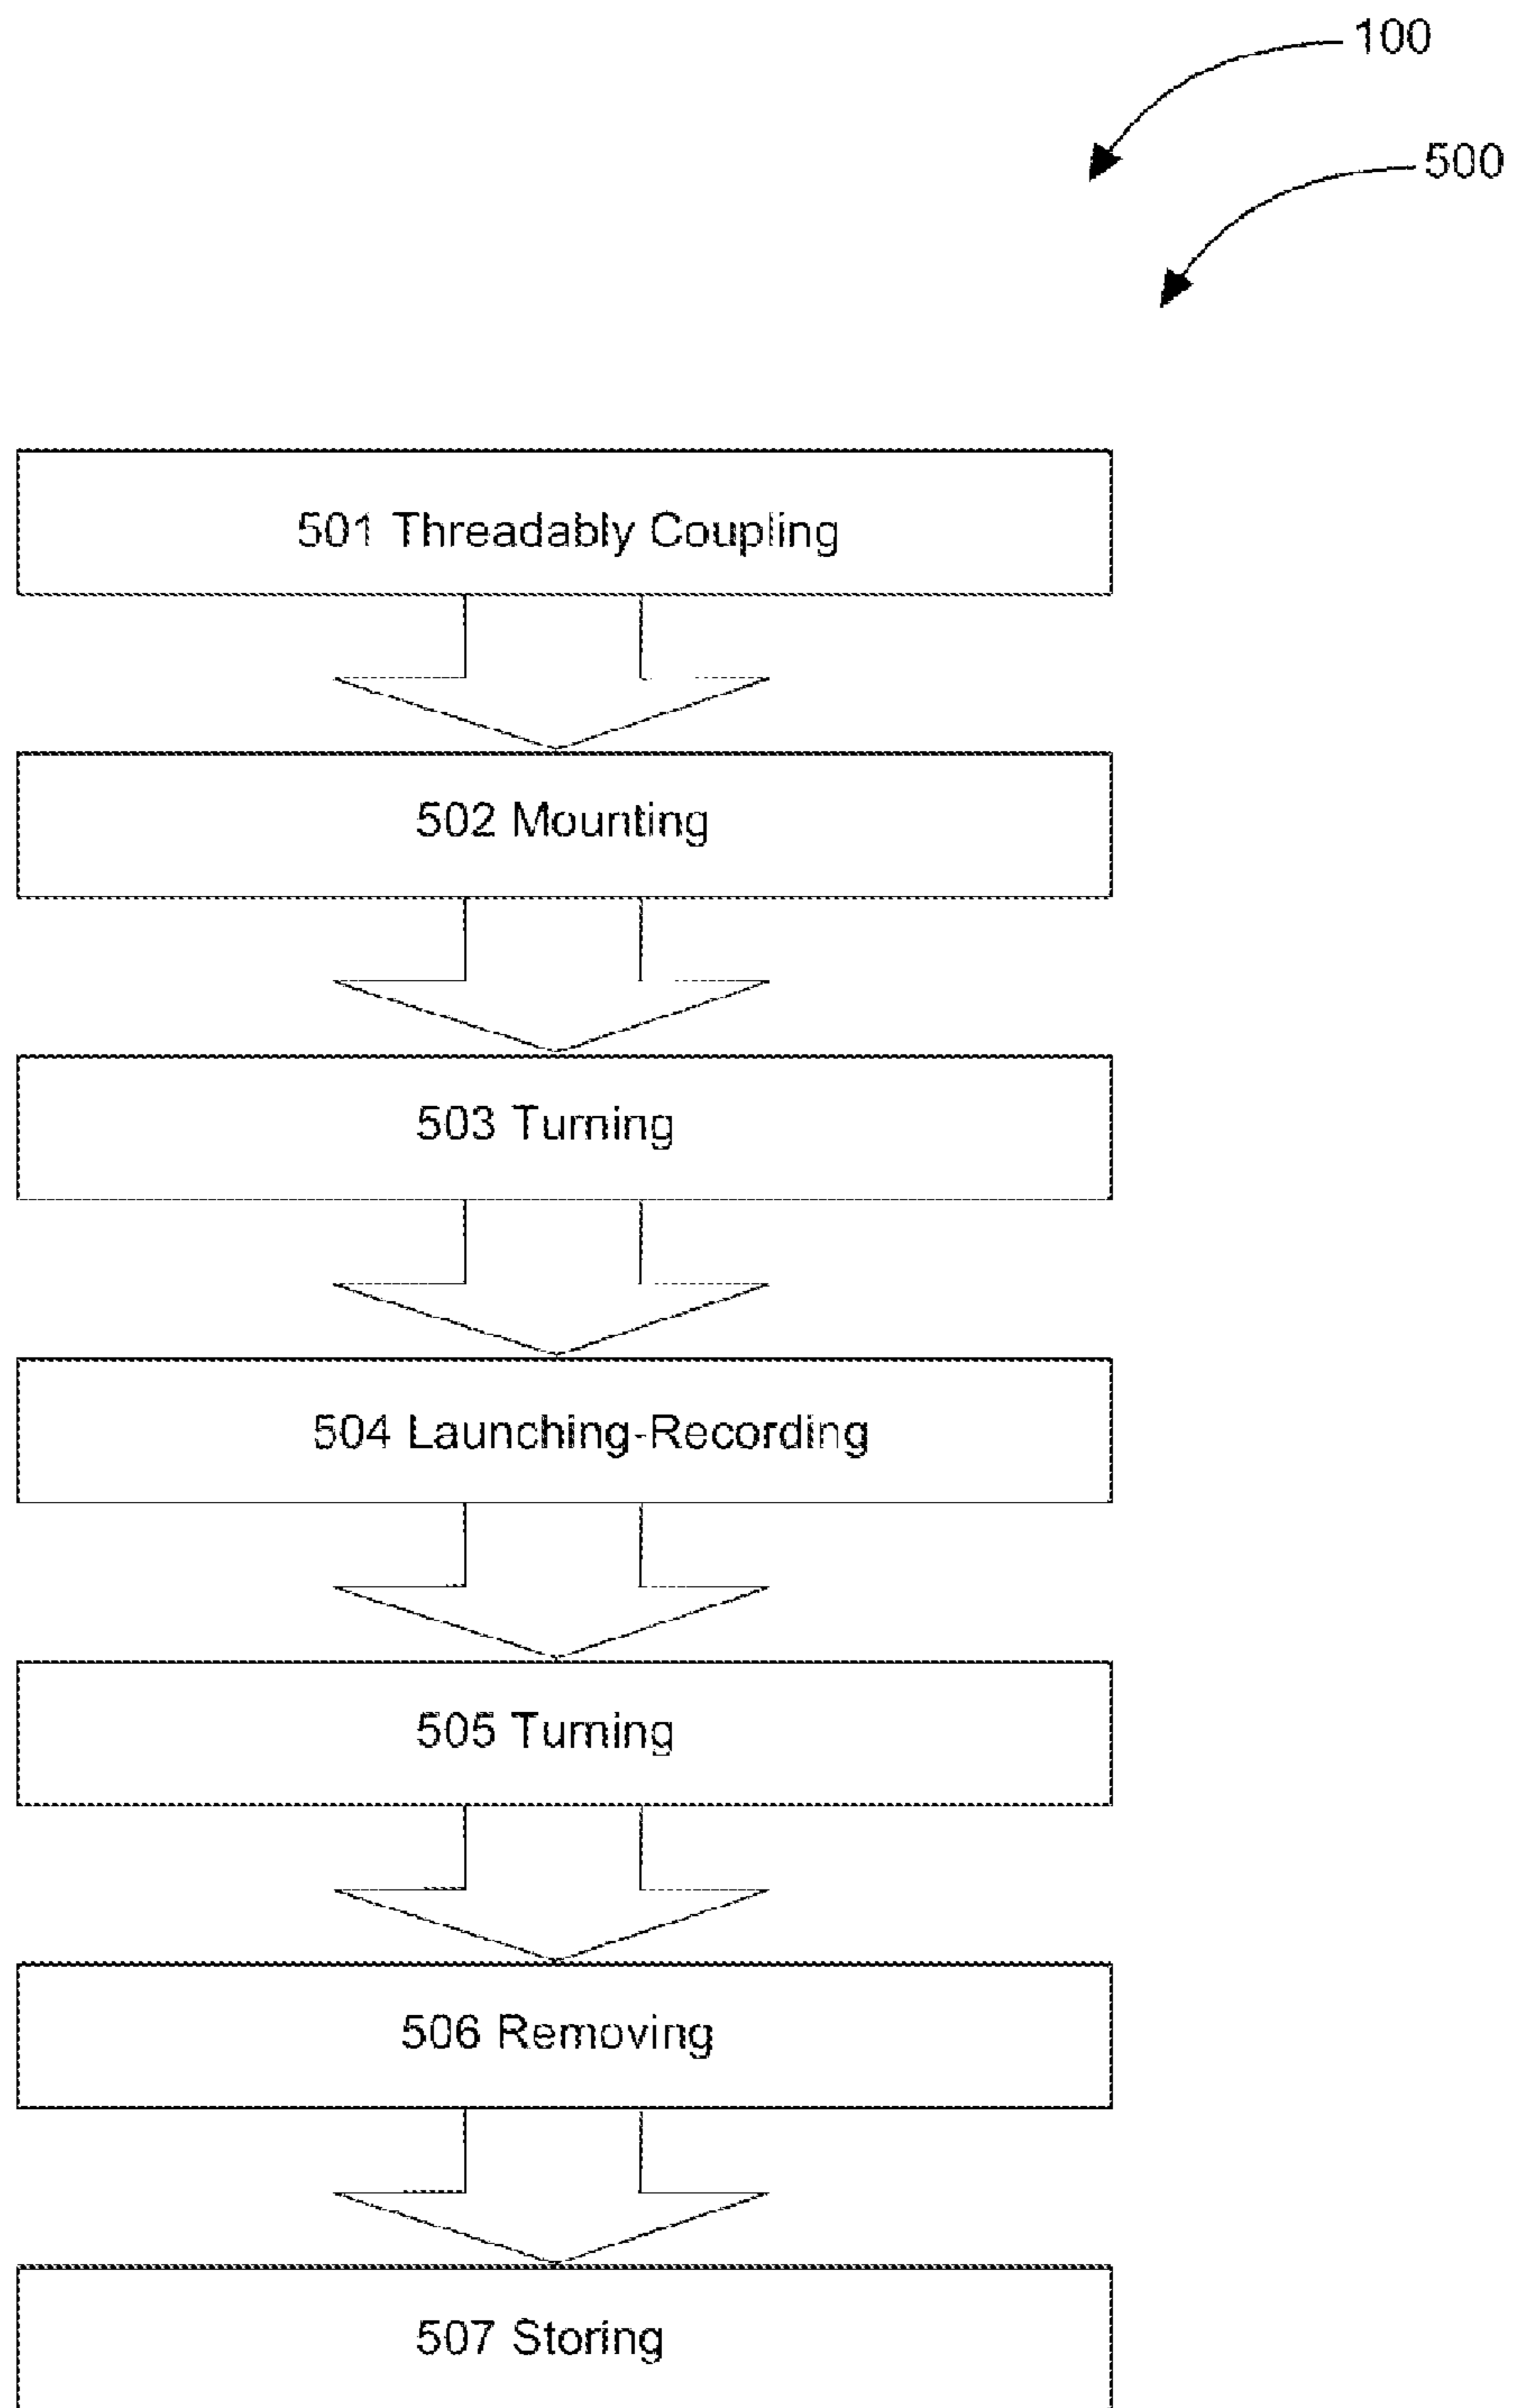 100
500
501 Threadably Coupling
502 Mounting
503 Turning
504 Launching-Recording
505 Turning
506 Removing
507 Storing